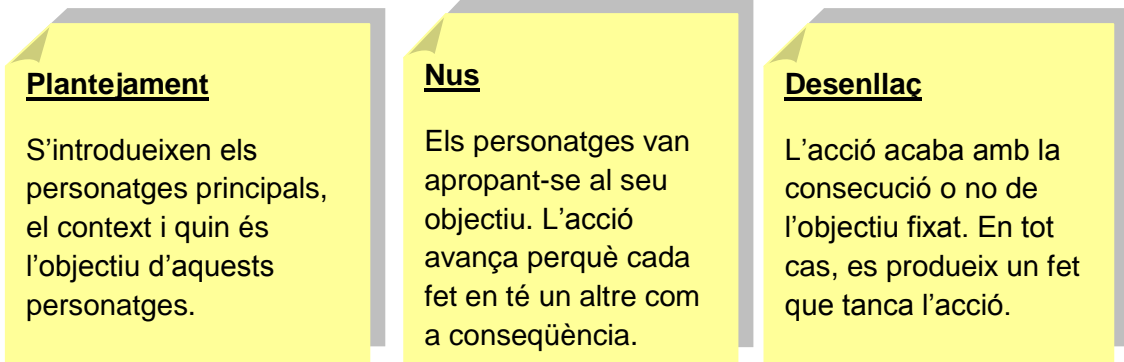 Plantejament
S’introdueixen els
personatges principals,
el context i quin és
l’objectiu d’aquests
personatges.
Nus
Els personatges van
apropant-se al seu
objectiu. L’acció
avança perquè cada
fet en té un altre com
a conseqüència.
Desenllaç
L’acció acaba amb la
consecució o no de
l’objectiu fixat. En tot
cas, es produeix un fet
que tanca l’acció.